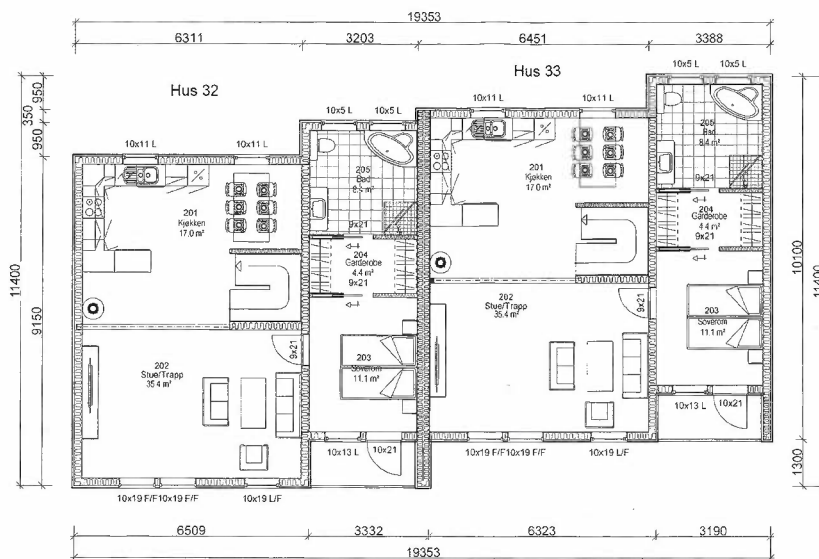 19353
6311 3203 6451 3388
Hus 32
Hus 33
10x5 L 10x5 L
10x11 L 10x11 L
10x5 L 10x5 L
10x11 L 10x11 L
950
350
950
9150
11400
10100
11400
1300
205
Bad
8.4 m²
9x21
201
Kjøkken
17.0 m²
205
Bad
9x21
201
Kjøkken
17.0 m²
204
Garderobe
4.4 m²
9x21
204
Garderobe
4.4 m²
9x21
202
Stue/Trapp
35.4 m²
9x21
203
Soverom
11.1 m²
202
Stue/Trapp
35.4 m²
9x21
203
Soverom
11.1 m²
10x13 L 10x21
10x13 L 10x21
10x19 F/F 10x19 F/F 10x19 L/F
10x19 F/F 10x19 F/F 10x19 L/F
6509 3332 6323 3190
19353